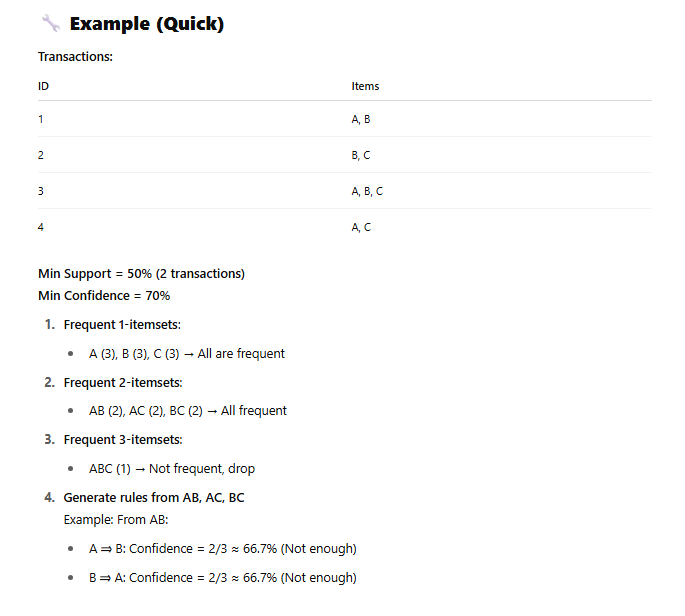 🔧 Example (Quick)
Transactions:
ID Items
1 A, B
2 B, C
3 A, B, C
4 A, C
Min Support = 50% (2 transactions)
Min Confidence = 70%
1. Frequent 1-itemsets:
• A (3), B (3), C (3) → All are frequent
2. Frequent 2-itemsets:
• AB (2), AC (2), BC (2) → All frequent
3. Frequent 3-itemsets:
• ABC (1) → Not frequent, drop
4. Generate rules from AB, AC, BC
Example: From AB:
• A ⇒ B: Confidence = 2/3 ≈ 66.7% (Not enough)
• B ⇒ A: Confidence = 2/3 ≈ 66.7% (Not enough)